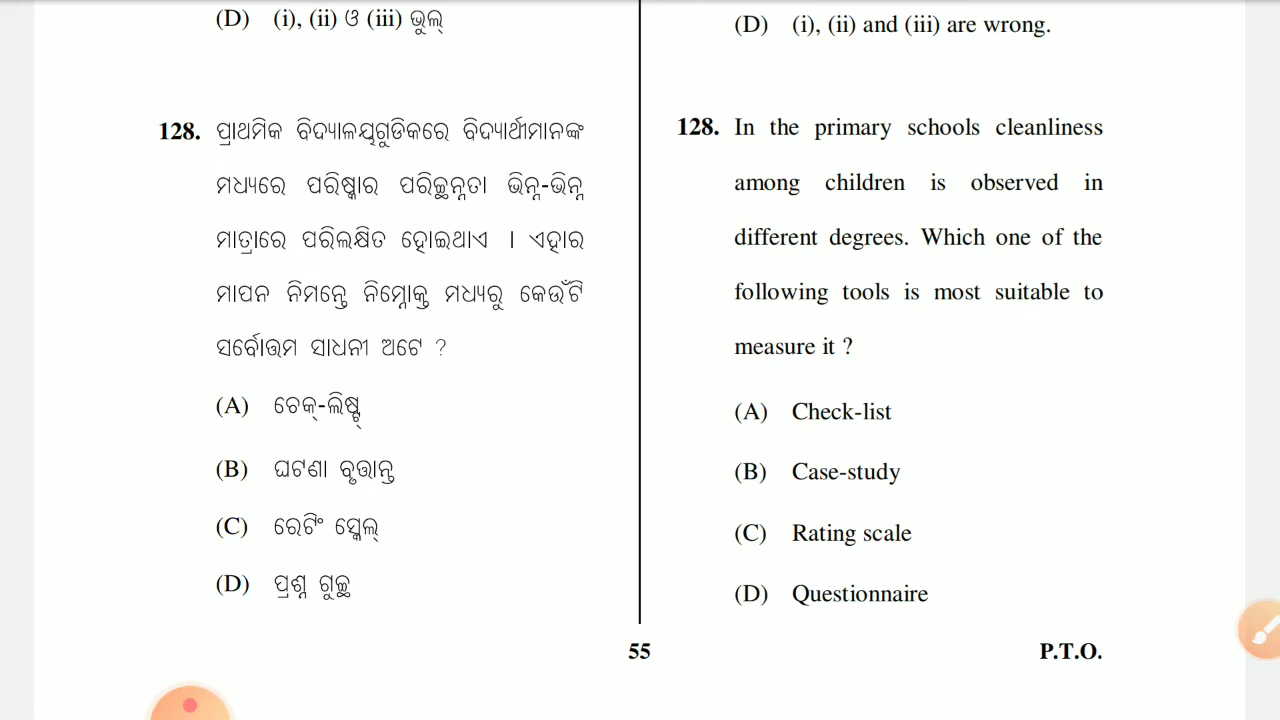 (D) (i), (ii) ଓ (iii) ଭୁଲ୍
128. ପ୍ରାଥମିକ ବିଦ୍ୟାଳୟଗୁଡିକରେ ବିଦ୍ୟାର୍ଥୀମାନଙ୍କ
ମଧ୍ୟରେ ପରିଷ୍କାର ପରିଚ୍ଛନ୍ନତା ଭିନ୍ନ-ଭିନ୍ନ
ମାତ୍ରାରେ ପରିଲକ୍ଷିତ ହୋଇଥାଏ । ଏହାର
ମାପନ ନିମନ୍ତେ ନିମ୍ନୋକ୍ତ ମଧ୍ୟରୁ କେଉଁଟି
ସର୍ବୋତ୍ତମ ସାଧନୀ ଅଟେ ?
(A) ଚେକ୍-ଲିଷ୍ଟ୍
(B) ଘଟଣା ବୃତ୍ତାନ୍ତ
(C) ରେଟିଂ ସ୍କେଲ୍
(D) ପ୍ରଶ୍ନ ଗୁଚ୍ଛ
(D) (i), (ii) and (iii) are wrong.
128. In the primary schools cleanliness
among children is observed in
different degrees. Which one of the
following tools is most suitable to
measure it ?
(A) Check-list
(B) Case-study
(C) Rating scale
(D) Questionnaire
55
P.T.O.